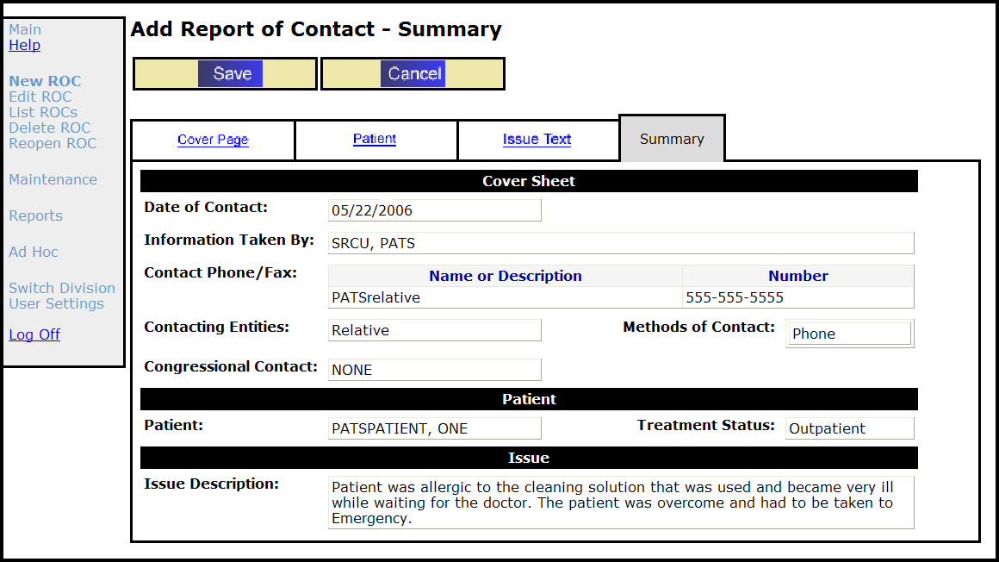 Main
Help
New ROC
Edit ROC
List ROCs
Delete ROC
Reopen ROC
Maintenance
Reports
Ad Hoc
Switch Division
User Settings
Log Off
Add Report of Contact - Summary
Save Cancel
Cover Page Patient Issue Text Summary
Cover Sheet
Date of Contact: 05/22/2006
Information Taken By: SRCU, PATS
Contact Phone/Fax: Name or Description Number
PATSrelative 555-555-5555
Contacting Entities: Relative Methods of Contact: Phone
Congressional Contact: NONE
Patient
Patient: PATSPATIENT, ONE Treatment Status: Outpatient
Issue
Issue Description: Patient was allergic to the cleaning solution that was used and became very ill
while waiting for the doctor. The patient was overcome and had to be taken to
Emergency.